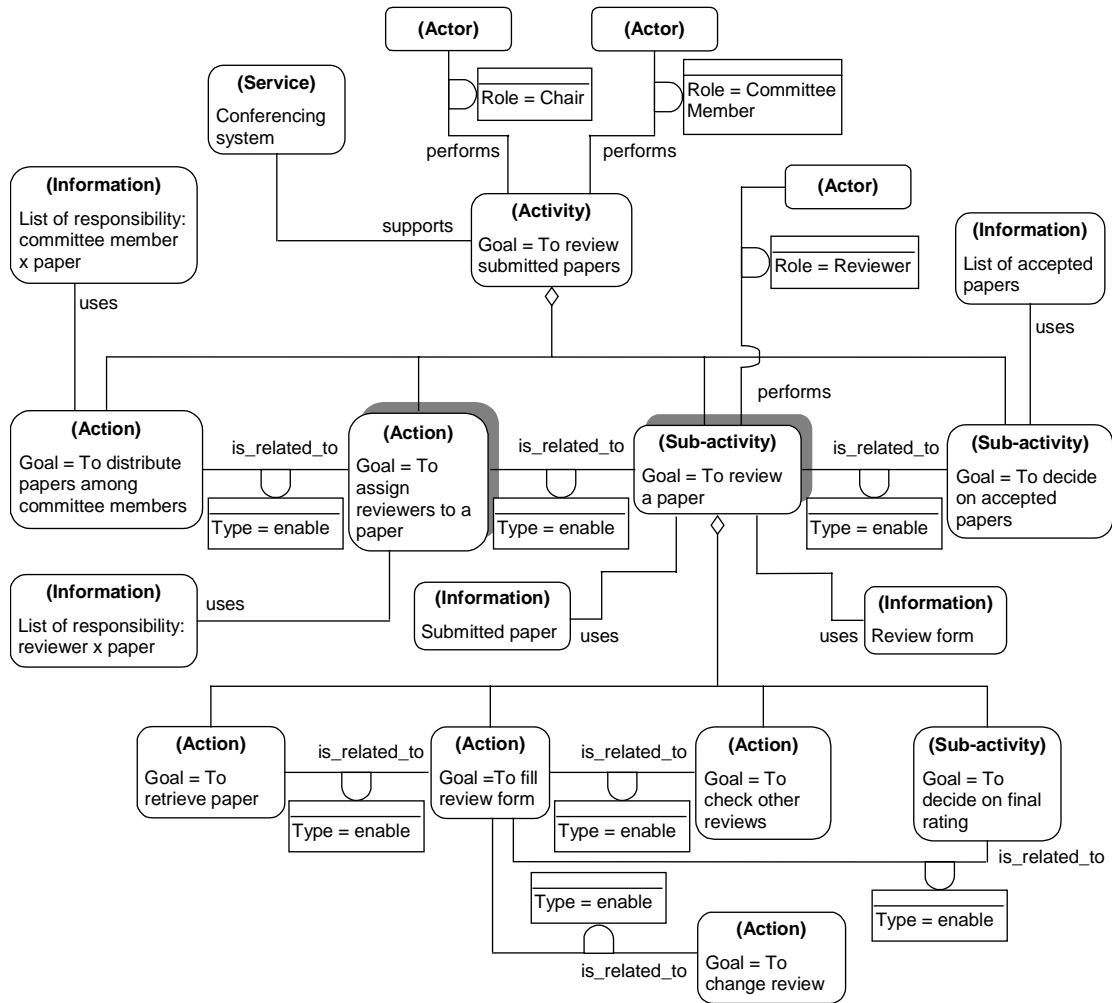 (Actor)
(Actor)
(Service)
Conferencing
system
Role = Chair
Role = Committee
Member
performs
performs
(Information)
List of responsibility:
committee member
x paper
(Actor)
supports
(Activity)
Goal = To review
submitted papers
(Information)
List of accepted
papers
Role = Reviewer
uses
uses
performs
(Action)
Goal = To distribute
papers among
committee members
is_related_to
Type = enable
(Action)
Goal = To
assign
reviewers to a
paper
is_related_to
Type = enable
(Sub-activity)
Goal = To review
a paper
is_related_to
Type = enable
(Sub-activity)
Goal = To decide
on accepted
papers
(Information)
List of responsibility:
reviewer x paper
uses
(Information)
Submitted paper
uses
uses
(Information)
Review form
(Action)
Goal = To
retrieve paper
is_related_to
Type = enable
(Action)
Goal =To fill
review form
is_related_to
Type = enable
(Action)
Goal = To
check other
reviews
(Sub-activity)
Goal = To
decide on final
rating
is_related_to
Type = enable
Type = enable
is_related_to
(Action)
Goal = To
change review